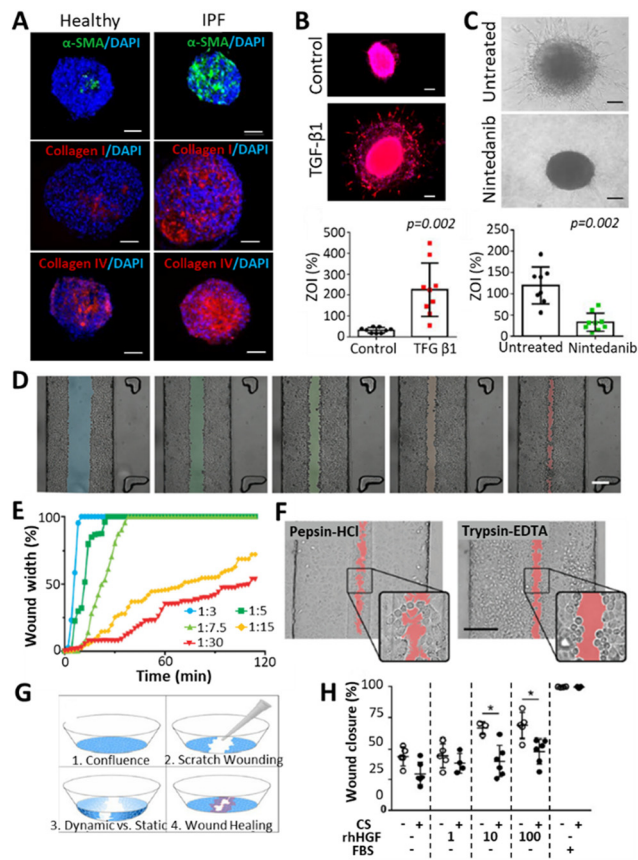 A
Healthy
IPF
α-SMA/DAPI
α-SMA/DAPI
Collagen I/DAPI
Collagen I/DAPI
Collagen IV/DAPI
Collagen IV/DAPI
B
Control
TGF-β1
p=0.002
ZOI (%)
500
400
300
200
100
0
Control
TFG β1
C
Untreated
Nintedanib
p=0.002
ZOI (%)
250
200
150
100
50
0
Untreated
Nintedanib
D
E
Wound width (%)
100
50
0
0
60
120
Time (min)
1:3
1:5
1:7.5
1:15
1:30
F
Pepsin-HCl
Trypsin-EDTA
G
1. Confluence
2. Scratch Wounding
3. Dynamic vs. Static
4. Wound Healing
H
Wound closure (%)
100
75
50
25
0
*
*
CS - + - + - + - + - +
rhHGF - - 1 10 100 - -
FBS - - - - - - - - + +